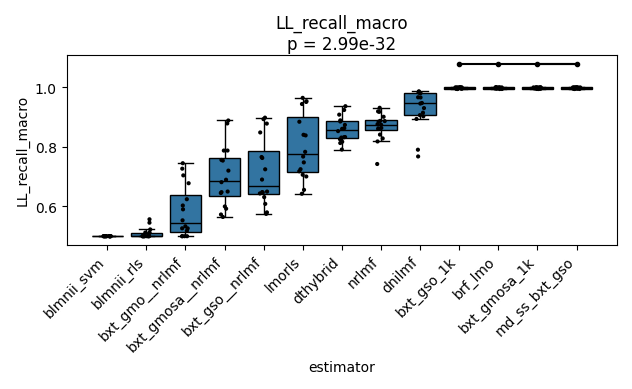 LL_recall_macro
p = 2.99e-32
LL_recall_macro
1.0
0.8
0.6
blmnii_svm
blmnii_rls
bxt_gmo__nrlmf
bxt_gmosa__nrlmf
bxt_gso__nrlmf
lmorls
dthybrid
nrlmf
dnilmf
bxt_gso_1k
brf_lmo
bxt_gmosa_1k
md_ss_bxt_gso
estimator